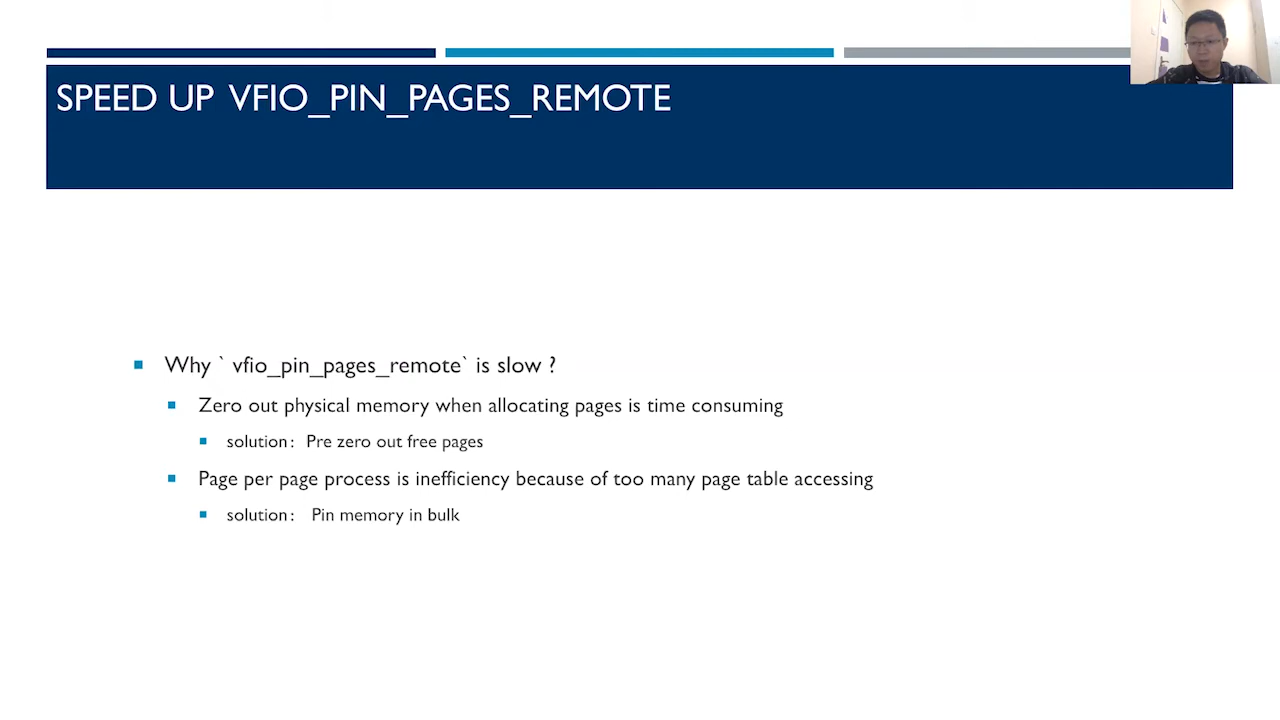 SPEED UP VFIO_PIN_PAGES_REMOTE
Why ` vfio_pin_pages_remote` is slow ?
Zero out physical memory when allocating pages is time consuming
solution： Pre zero out free pages
Page per page process is inefficiency because of too many page table accessing
solution： Pin memory in bulk